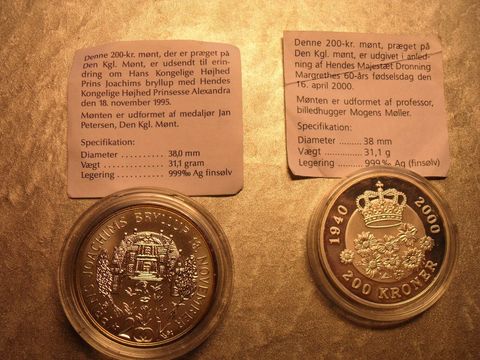 Denne 200-kr. mønt, der er præget på
Den Kgl. Mønt, er udsendt til erin-
dring om Hans Kongelige Højhed
Prins Joachims bryllup med Hendes
Kongelige Højhed Prinsesse Alexandra
den 18. november 1995.
Mønten er udformet af medaljør Jan
Petersen, Den Kgl. Mønt.
Specifikation:
Diameter .......... 38,0 mm
Vægt .......... 31,1 gram
Legering .......... 999‰ Ag (finsølv)
Denne 200-kr. mønt, præget på
Den Kgl. mønt, er udgivet i anled-
ning af Hendes Majestæt Dronning
Margrethes 60-års fødselsdag den
16. april 2000.
Mønten er udformet af professor,
billedhugger Mogens Møller.
Specifikation:
Diameter ........ 38 mm
Vægt ........ 31,1 g
Legering ........ 999‰ Ag (finsølv)
PRINS JOACHIMS BRYLLUP 18. NOVEMBER
1940 2000
200 KRONER